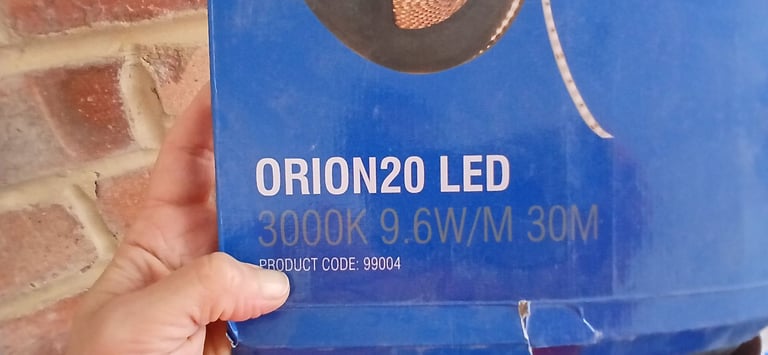 ORION20 LED
3000K 9.6W/M 30M
PRODUCT CODE: 99004